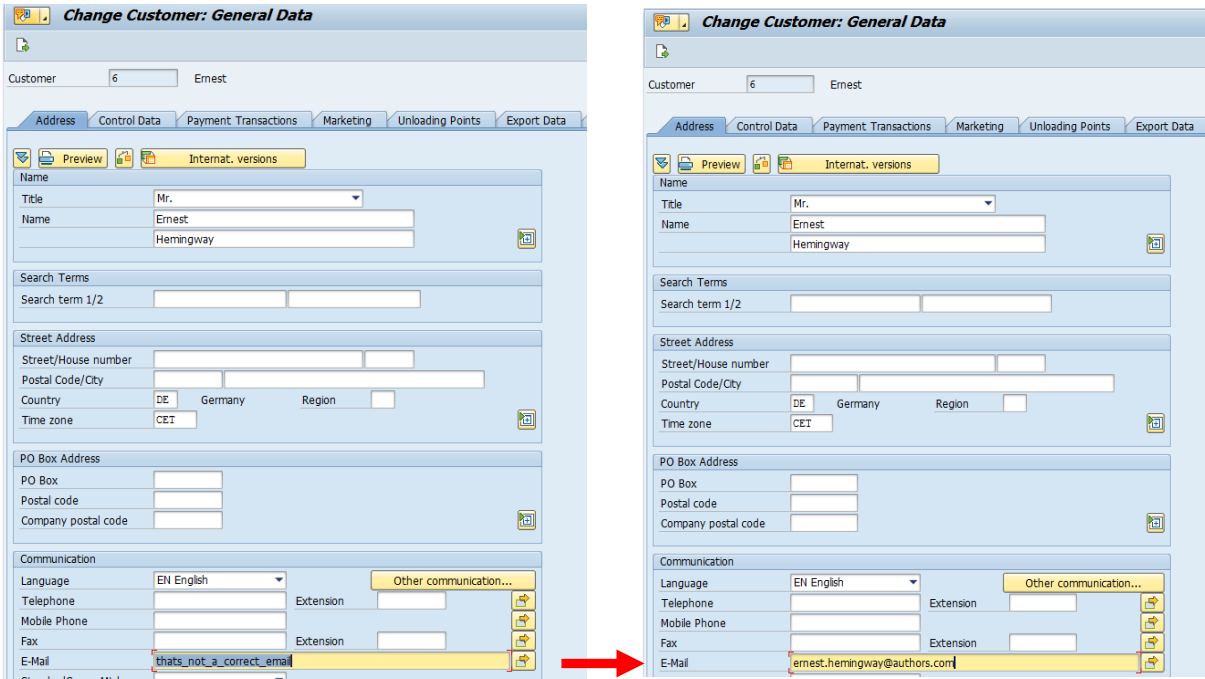 Change Customer: General Data
Customer 6 Ernest
Address Control Data Payment Transactions Marketing Unloading Points Export Data
Preview Internat. versions
Name
Title Mr.
Name Ernest
Hemingway
Search Terms
Search term 1/2
Street Address
Street/House number
Postal Code/City
Country DE Germany Region
Time zone CET
PO Box Address
PO Box
Postal code
Company postal code
Communication
Language EN English Other communication...
Telephone Extension
Mobile Phone
Fax Extension
E-Mail thats_not_a_correct_email
Change Customer: General Data
Customer 6 Ernest
Address Control Data Payment Transactions Marketing Unloading Points Export Data
Preview Internat. versions
Name
Title Mr.
Name Ernest
Hemingway
Search Terms
Search term 1/2
Street Address
Street/House number
Postal Code/City
Country DE Germany Region
Time zone CET
PO Box Address
PO Box
Postal code
Company postal code
Communication
Language EN English Other communication...
Telephone Extension
Mobile Phone
Fax Extension
E-Mail ernest.hemingway@authors.com